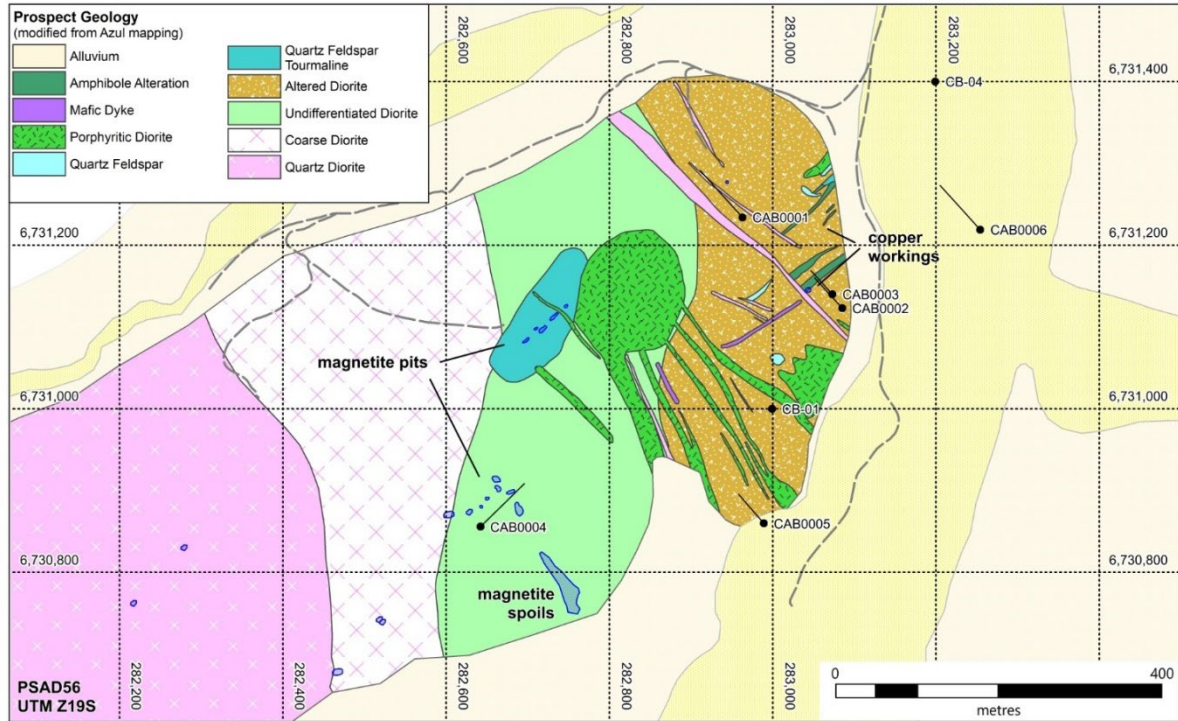 Prospect Geology
(modified from Azul mapping)
Alluvium
Amphibole Alteration
Mafic Dyke
Porphyritic Diorite
Quartz Feldspar
Quartz Feldspar
Tourmaline
Altered Diorite
Undifferentiated Diorite
Coarse Diorite
Quartz Diorite
282,600
282,800
283,000
283,200
6,731,400
CB-04
CAB0001
CAB0006
6,731,200
6,731,200
copper
workings
CAB0003
CAB0002
magnetite pits
6,731,000
6,731,000
CB-01
CAB0004
CAB0005
6,730,800
6,730,800
magnetite
spoils
282,200
282,400
282,600
282,800
283,000
PSAD56
UTM Z19S
0
400
metres